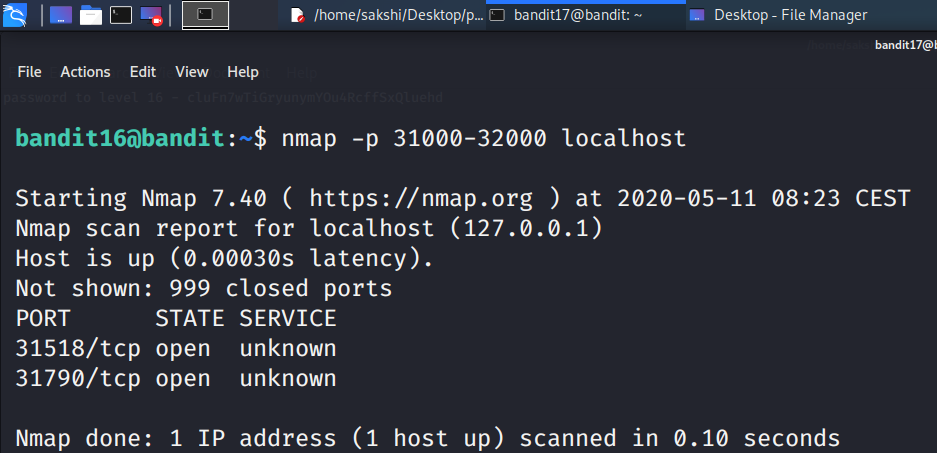 /home/sakshi/Desktop/p... bandit17@bandit: ~ Desktop - File Manager
bandit17@b
File Actions Edit View Help
password to level 16 -
bandit16@bandit:~$ nmap -p 31000-32000 localhost
Starting Nmap 7.40 ( https://nmap.org ) at 2020-05-11 08:23 CEST
Nmap scan report for localhost (127.0.0.1)
Host is up (0.00030s latency).
Not shown: 999 closed ports
PORT STATE SERVICE
31518/tcp open unknown
31790/tcp open unknown
Nmap done: 1 IP address (1 host up) scanned in 0.10 seconds